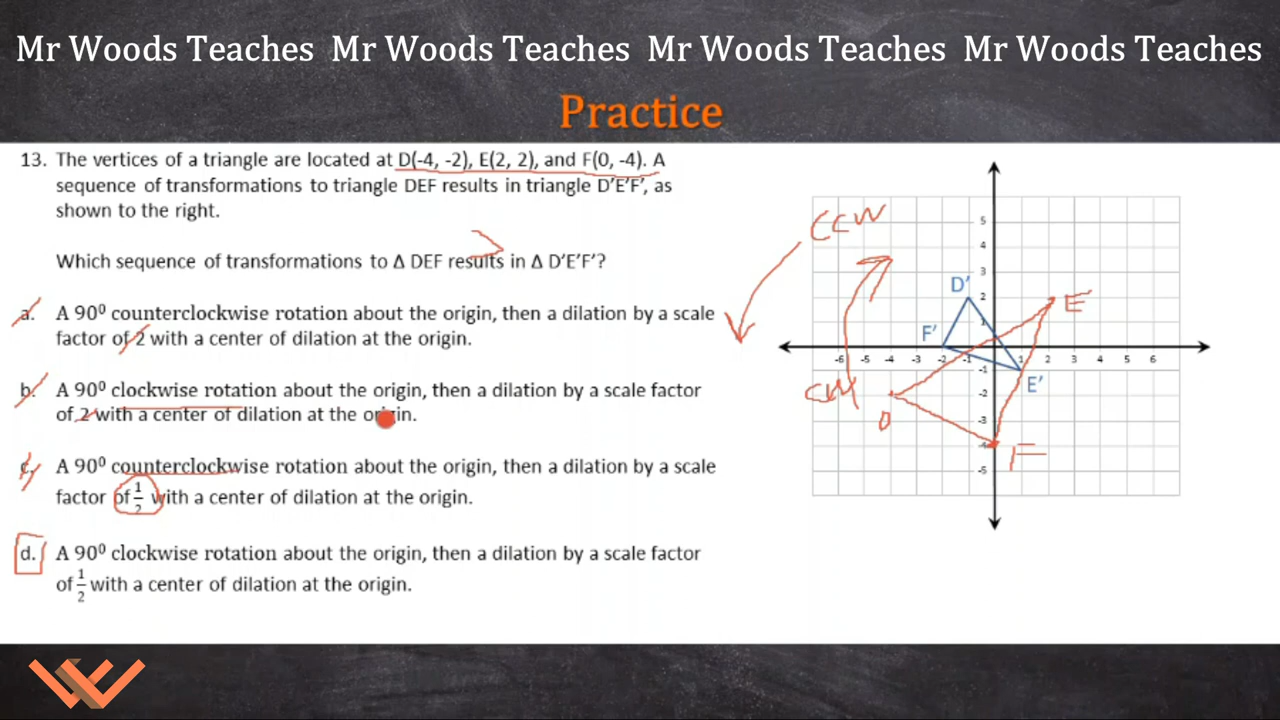 Mr Woods Teaches Mr Woods Teaches Mr Woods Teaches Mr Woods Teaches
Practice
13. The vertices of a triangle are located at D(-4, -2), E(2, 2), and F(0, -4). A
sequence of transformations to triangle DEF results in triangle D'E'F', as
shown to the right.
Which sequence of transformations to Δ DEF results in Δ D'E'F'?
a. A 90⁰ counterclockwise rotation about the origin, then a dilation by a scale
factor of 2 with a center of dilation at the origin.
b. A 90⁰ clockwise rotation about the origin, then a dilation by a scale factor
of 2 with a center of dilation at the origin.
c. A 90⁰ counterclockwise rotation about the origin, then a dilation by a scale
factor of 1/2 with a center of dilation at the origin.
d. A 90⁰ clockwise rotation about the origin, then a dilation by a scale factor
of 1/2 with a center of dilation at the origin.
CCW
5
4
3
D'
2
E
1
F'
-6 -5 -4 -3 -2 -1 1 2 3 4 5 6
-1
E'
CW
-2
D
-3
-4
F
-5